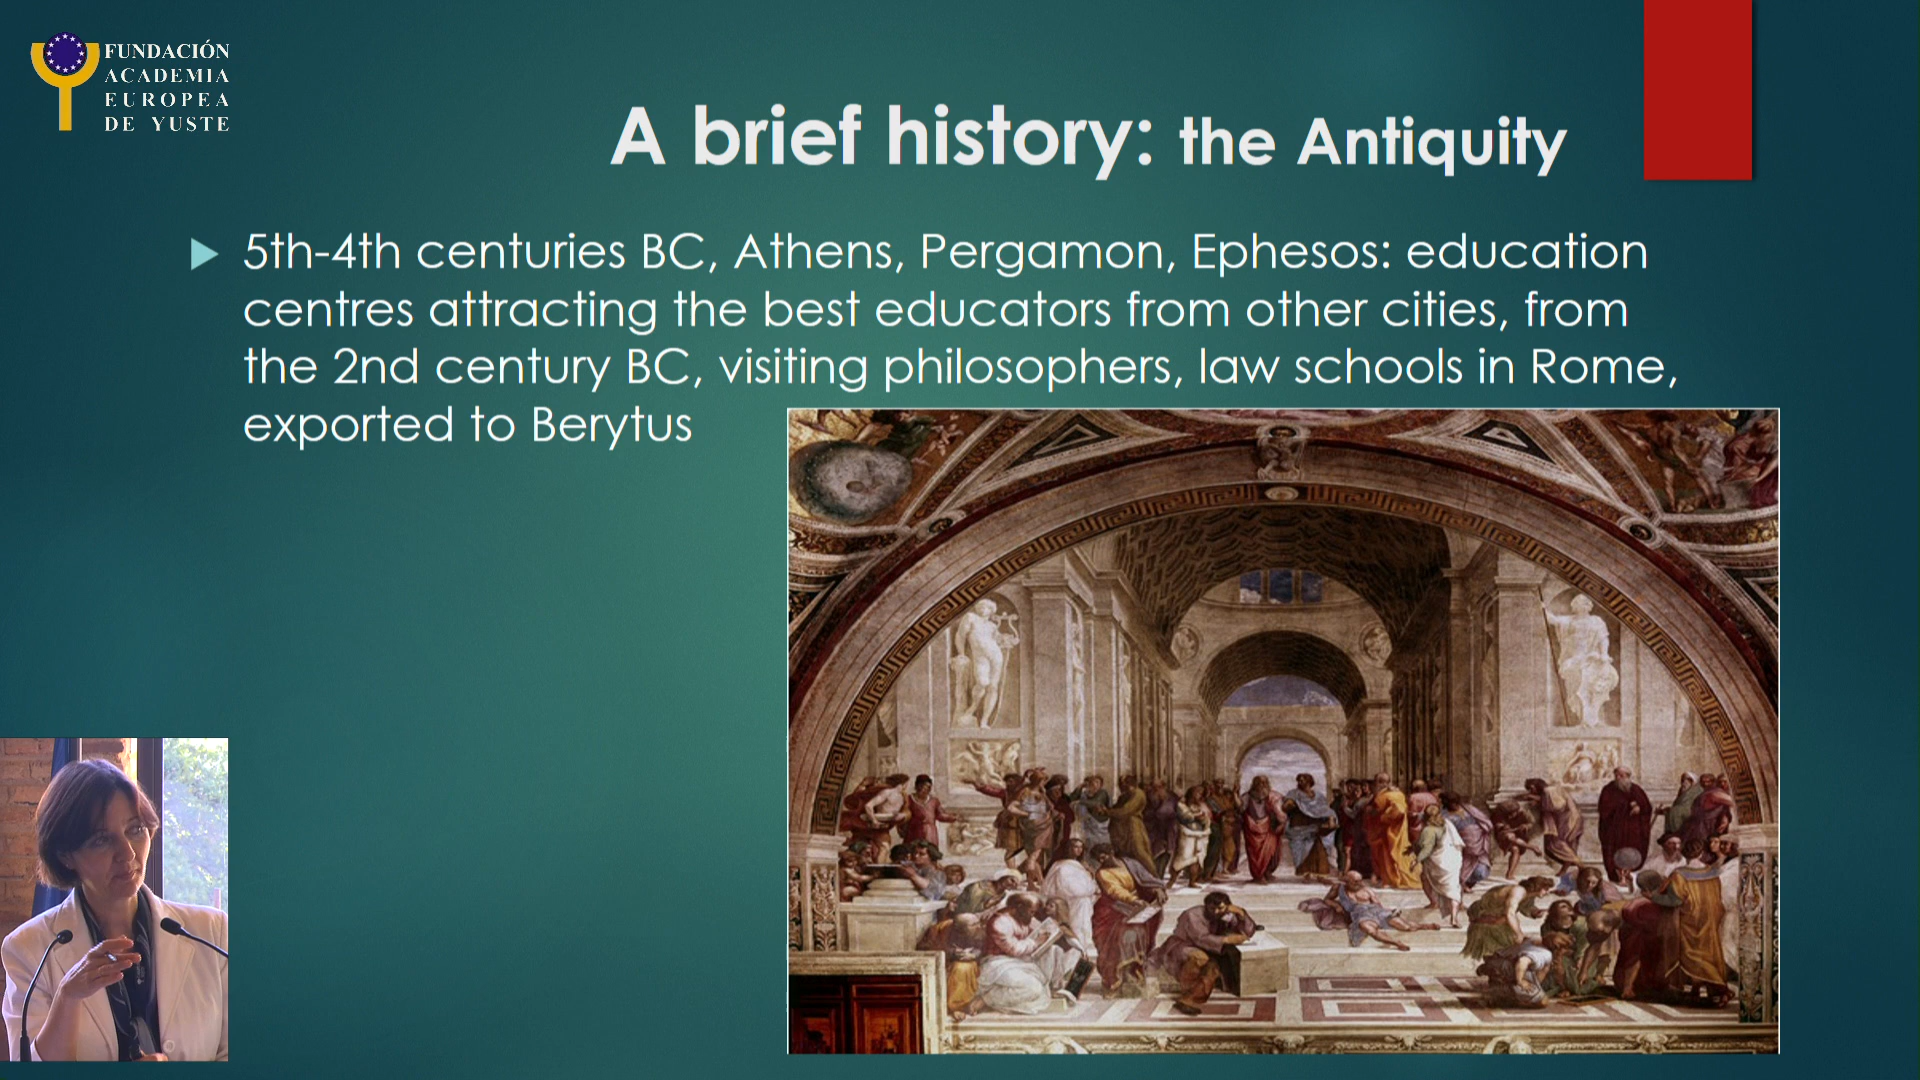 FUNDACIÓN
ACADEMIA
EUROPEA
DE YUSTE
A brief history: the Antiquity
5th-4th centuries BC, Athens, Pergamon, Ephesos: education
centres attracting the best educators from other cities, from
the 2nd century BC, visiting philosophers, law schools in Rome,
exported to Berytus